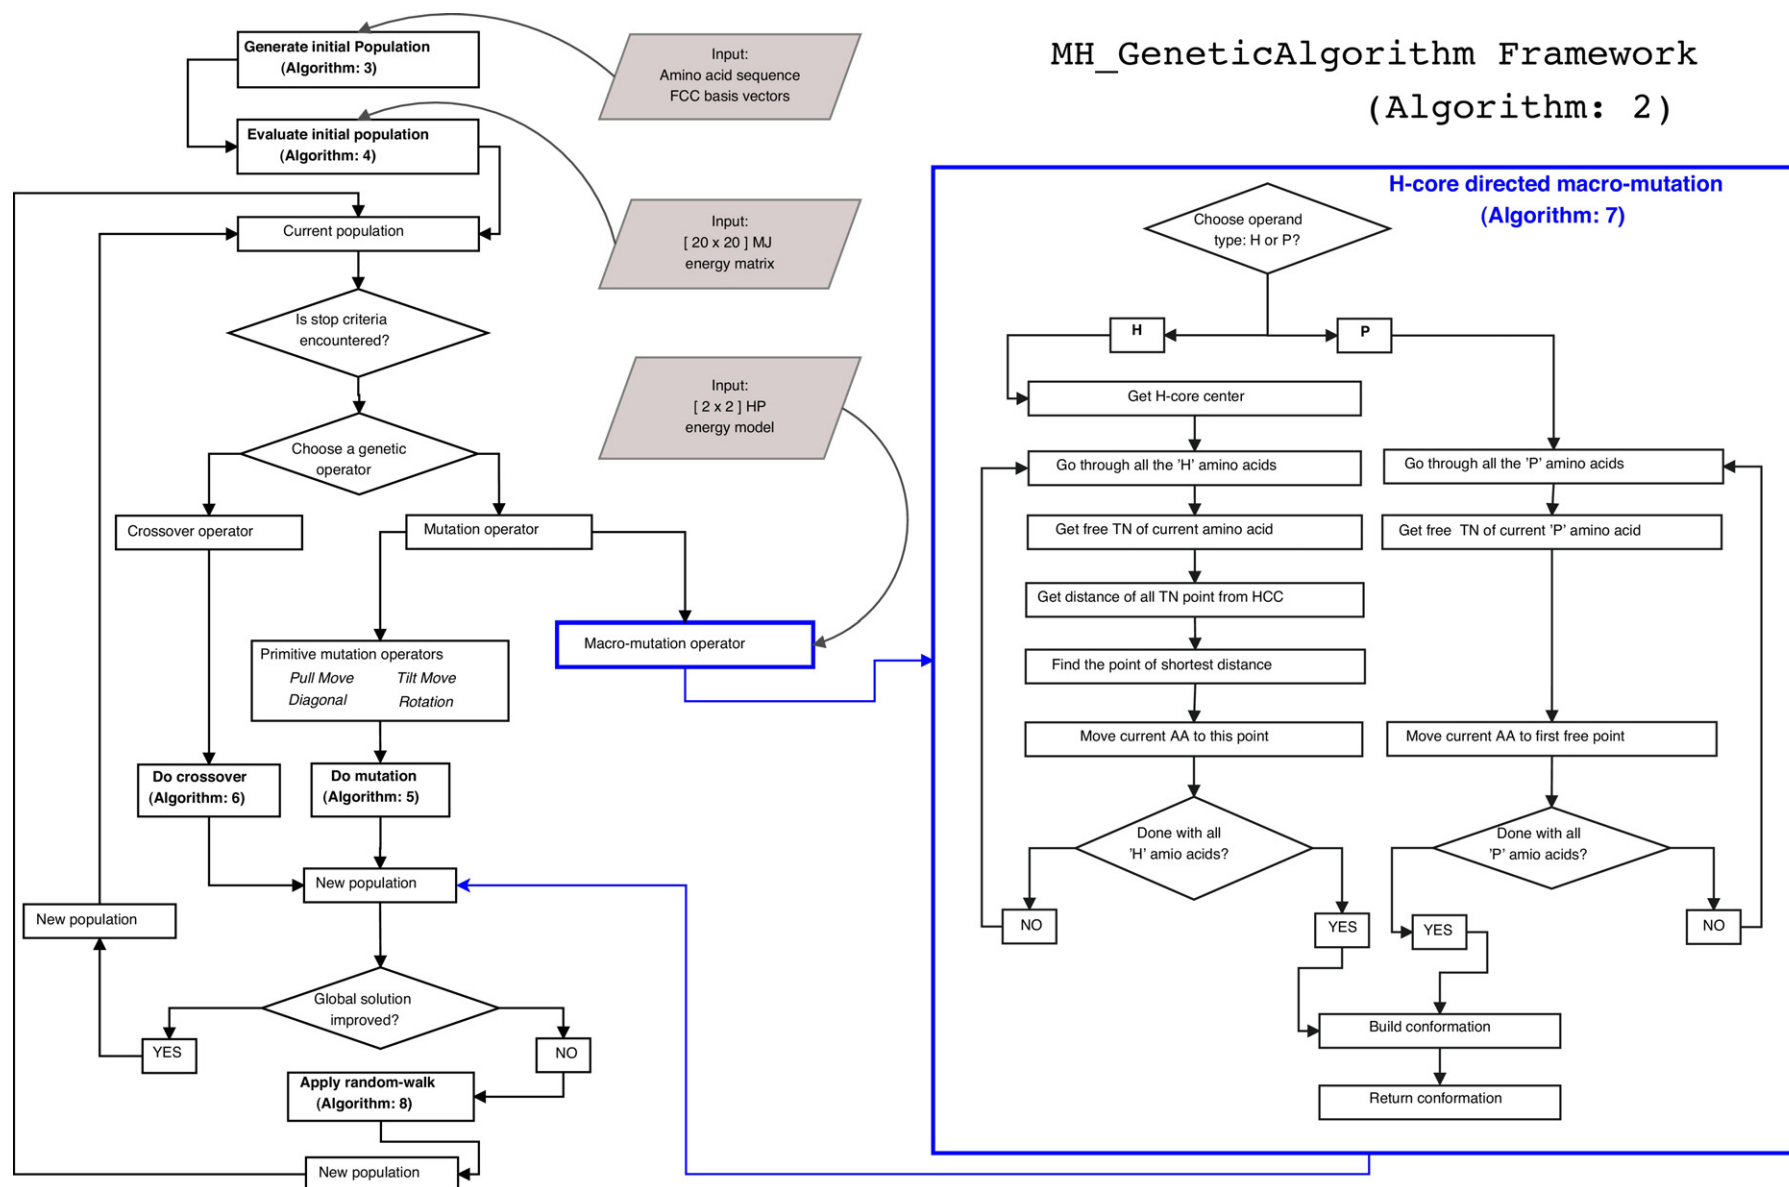 MH_GeneticAlgorithm Framework
(Algorithm: 2)
Generate initial Population
(Algorithm: 3)
Input:
Amino acid sequence
FCC basis vectors
Evaluate initial population
(Algorithm: 4)
Current population
Input:
[ 20 x 20 ] MJ
energy matrix
Is stop criteria
encountered?
Input:
[ 2 x 2 ] HP
energy model
Choose a genetic
operator
Crossover operator
Mutation operator
Primitive mutation operators
Pull Move Tilt Move
Diagonal Rotation
Macro-mutation operator
Do crossover
(Algorithm: 6)
Do mutation
(Algorithm: 5)
New population
New population
Global solution
improved?
YES
NO
Apply random-walk
(Algorithm: 8)
New population
H-core directed macro-mutation
(Algorithm: 7)
Choose operand
type: H or P?
H
P
Get H-core center
Go through all the 'H' amino acids
Get free TN of current amino acid
Get distance of all TN point from HCC
Find the point of shortest distance
Move current AA to this point
Done with all
'H' amio acids?
NO
YES
Go through all the 'P' amino acids
Get free TN of current 'P' amino acid
Move current AA to first free point
Done with all
'P' amio acids?
YES
NO
Build conformation
Return conformation